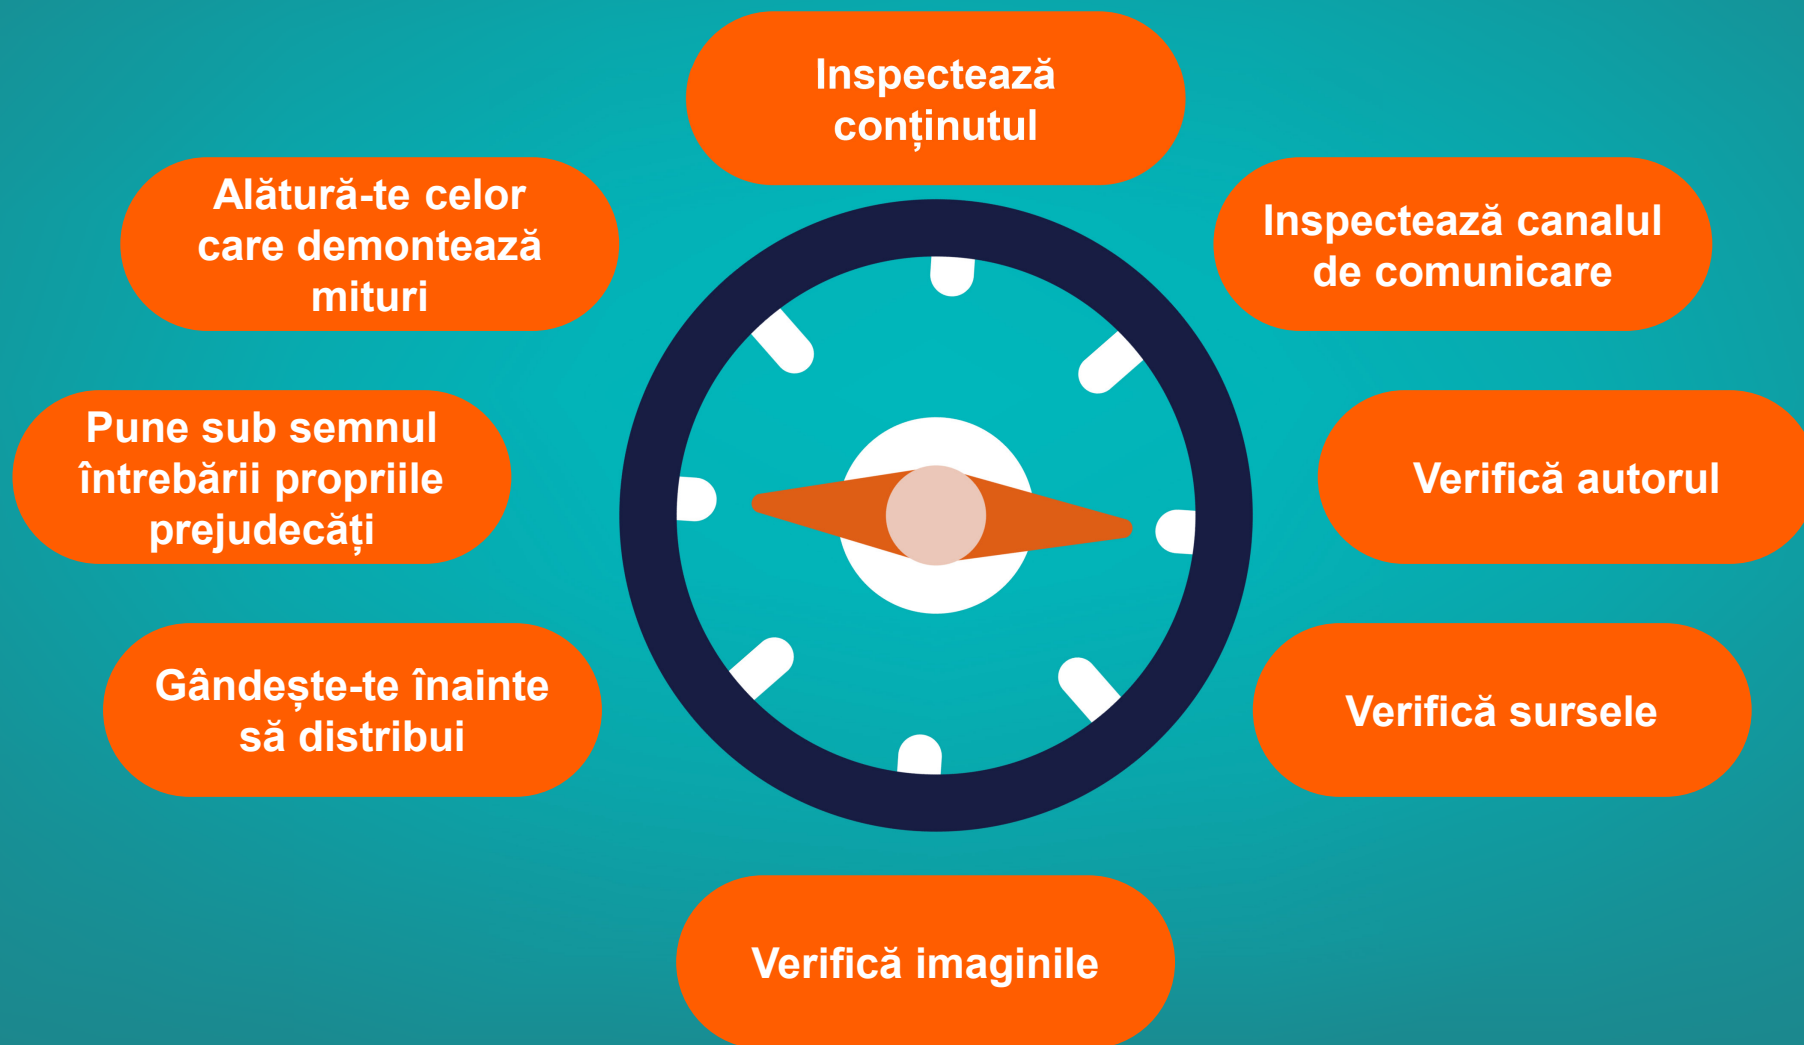 Inspectează
conținutul
Inspectează canalul
de comunicare
Verifică autorul
Verifică sursele
Verifică imaginile
Gândește-te înainte
să distribui
Pune sub semnul
întrebării propriile
prejudecăți
Alătură-te celor
care demontează
mituri